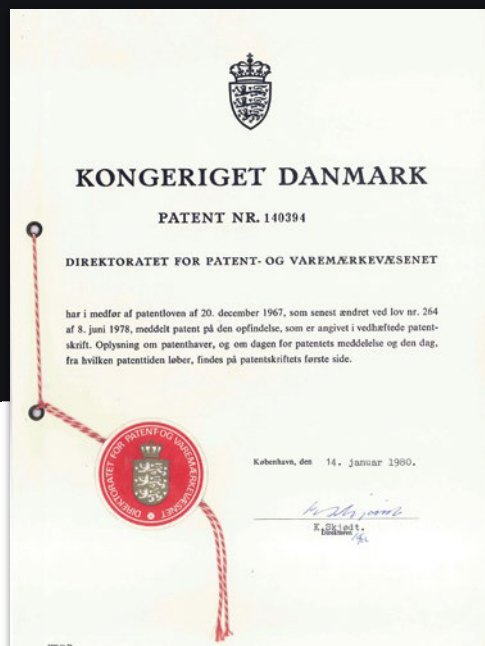 KONGERIGET DANMARK
PATENT NR. 140394
DIREKTORATET FOR PATENT- OG VAREMÆRKEVÆSENET
har i medfør af patentloven af 20. december 1967, som senest ændret ved lov nr. 264
af 8. juni 1978, meddelt patent på den opfindelse, som er angivet i vedhæftede patent-
skrift. Oplysning om patenthaver, og om dagen for patentets meddelelse og den dag,
fra hvilken patenttiden løber, findes på patentskriftets første side.
DIREKTORATET FOR PATENT-OG VAREMÆRKEVÆSNET
København, den 14. januar 1980.
K.Skjødt.
Direktoratet